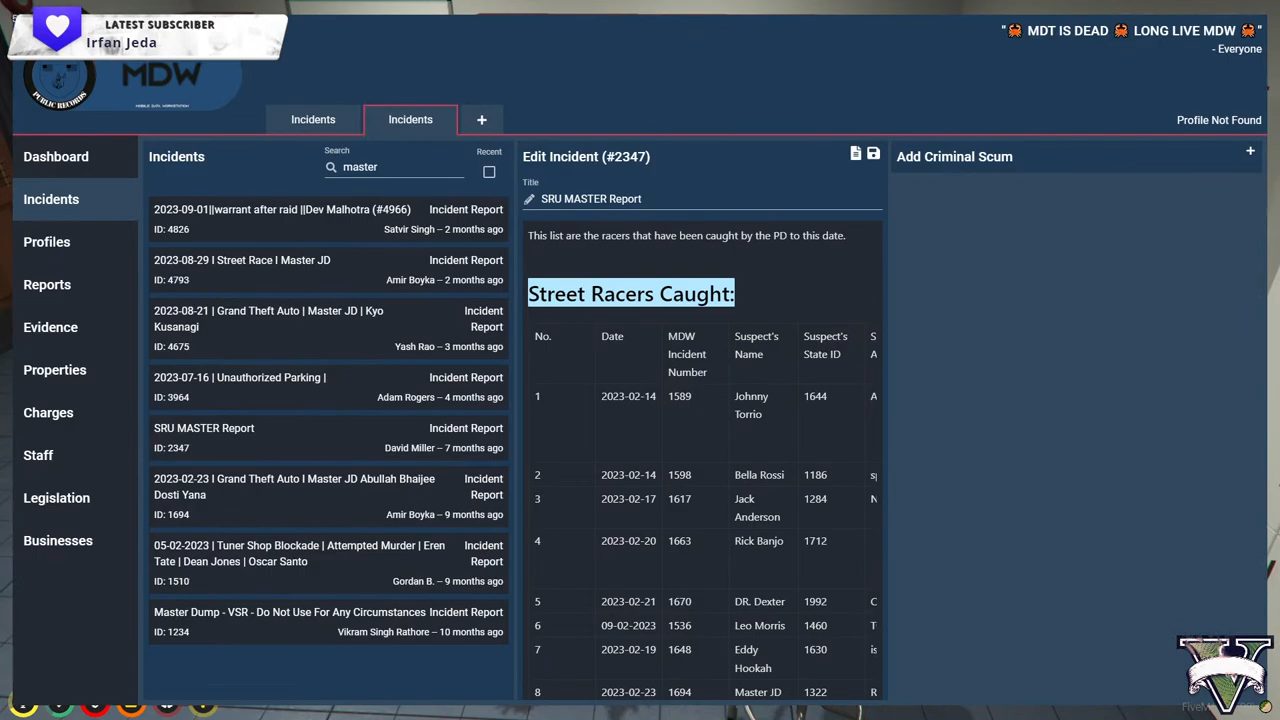 LATEST SUBSCRIBER
Irfan Jeda
" MDT IS DEAD LONG LIVE MDW "
- Everyone
PUBLIC RECORDS
MDW
MOBILE DATA WORKSTATION
Incidents
Incidents
+
Profile Not Found
Dashboard
Incidents
Profiles
Reports
Evidence
Properties
Charges
Staff
Legislation
Businesses
Incidents
Search
master
Recent
2023-09-01||warrant after raid ||Dev Malhotra (#4966) Incident Report
ID: 4826 Satvir Singh – 2 months ago
2023-08-29 I Street Race I Master JD Incident Report
ID: 4793 Amir Boyka – 2 months ago
2023-08-21 | Grand Theft Auto | Master JD | Kyo Incident
Kusanagi Report
ID: 4675 Yash Rao – 3 months ago
2023-07-16 | Unauthorized Parking | Incident Report
ID: 3964 Adam Rogers – 4 months ago
SRU MASTER Report Incident Report
ID: 2347 David Miller – 7 months ago
2023-02-23 I Grand Theft Auto I Master JD Abullah Bhaijee Incident
Dosti Yana Report
ID: 1694 Amir Boyka – 9 months ago
05-02-2023 | Tuner Shop Blockade | Attempted Murder | Eren Incident
Tate | Dean Jones | Oscar Santo Report
ID: 1510 Gordan B. – 9 months ago
Master Dump - VSR - Do Not Use For Any Circumstances Incident Report
ID: 1234 Vikram Singh Rathore – 10 months ago
Edit Incident (#2347)
Title
SRU MASTER Report
This list are the racers that have been caught by the PD to this date.
Street Racers Caught:
No. Date MDW Suspect's Suspect's S
Incident Name State ID A
Number
1 2023-02-14 1589 Johnny 1644 A
Torrio
2 2023-02-14 1598 Bella Rossi 1186
3 2023-02-17 1617 Jack 1284 N
Anderson
4 2023-02-20 1663 Rick Banjo 1712
5 2023-02-21 1670 DR. Dexter 1992 C
6 09-02-2023 1536 Leo Morris 1460 T
7 2023-02-19 1648 Eddy 1630 is
Hookah
8 2023-02-23 1694 Master JD 1322 R
Add Criminal Scum
+
V